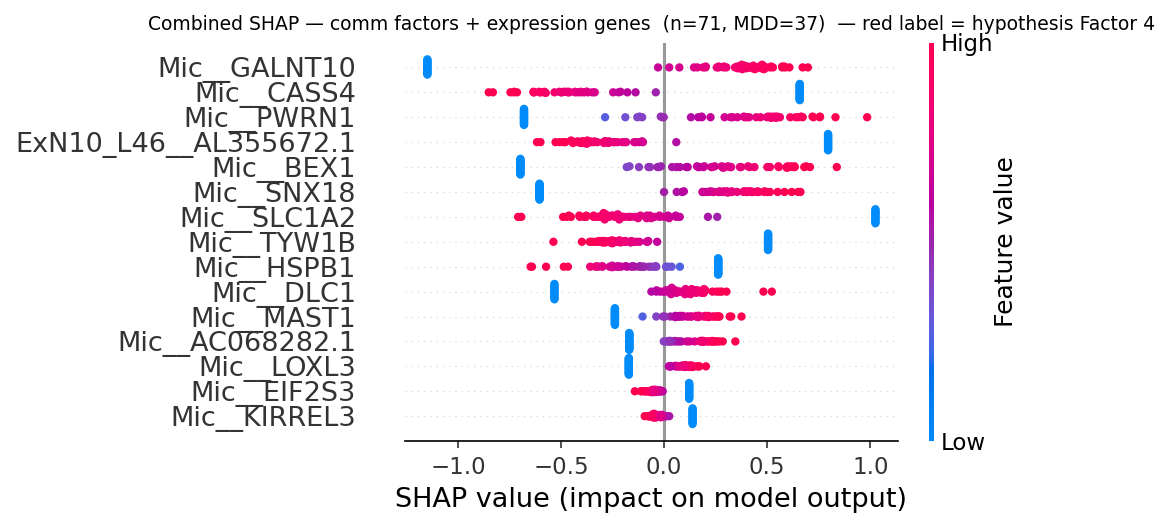 Combined SHAP — comm factors + expression genes  (n=71, MDD=37)  — red label = hypothesis Factor 4
High
Mic__GALNT10
Mic__CASS4
Mic__PWRN1
ExN10_L46__AL355672.1
Mic__BEX1
Mic__SNX18
Mic__SLC1A2
Mic__TYW1B
Mic__HSPB1
Mic__DLC1
Mic__MAST1
Mic__AC068282.1
Mic__LOXL3
Mic__EIF2S3
Mic__KIRREL3
Feature value
Low
−1.0 −0.5 0.0 0.5 1.0
SHAP value (impact on model output)